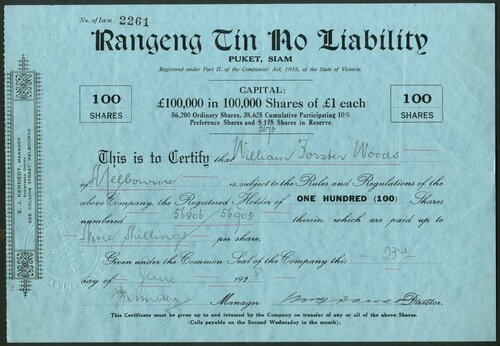 No. of Issue 2261
Rangeng Tin No Liability
PUKET, SIAM
Registered under Part II. of the Companies' Act, 1915, of the State of Victoria.
CAPITAL:
100 SHARES
£100,000 in 100,000 Shares of £1 each
100 SHARES
56,200 Ordinary Shares, 38,625 Cumulative Participating 10%
Preference Shares and 5,175 Shares in Reserve.
This is to Certify that William Forster Woods
of Melbourne is subject to the Rules and Regulations of the
above Company, the Registered Holder of ONE HUNDRED (100) Shares
numbered 56806 56905 therein, which are paid up to
Nine Shillings per share.
Given under the Common Seal of the Company this 23rd
day of June 1928
Manager. Director.
This Certificate must be given up to and retained by the Company on transfer of any or all of the above Shares.
(Calls payable on the Second Wednesday in the month).
E. J. KENNEDY, MANAGER
REGISTERED OFFICE
395 COLLINS STREET, MELBOURNE